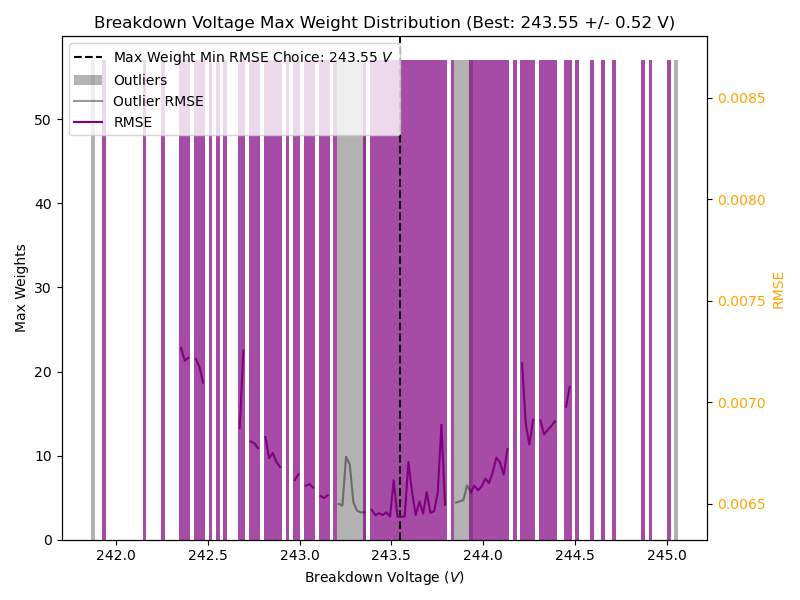 Breakdown Voltage Max Weight Distribution (Best: 243.55 +/- 0.52 V)
Max Weight Min RMSE Choice: 243.55 V
Outliers
Outlier RMSE
RMSE
Max Weights
50
40
30
20
10
0
0.0085
0.0080
0.0075
0.0070
0.0065
RMSE
242.0 242.5 243.0 243.5 244.0 244.5 245.0
Breakdown Voltage (V)